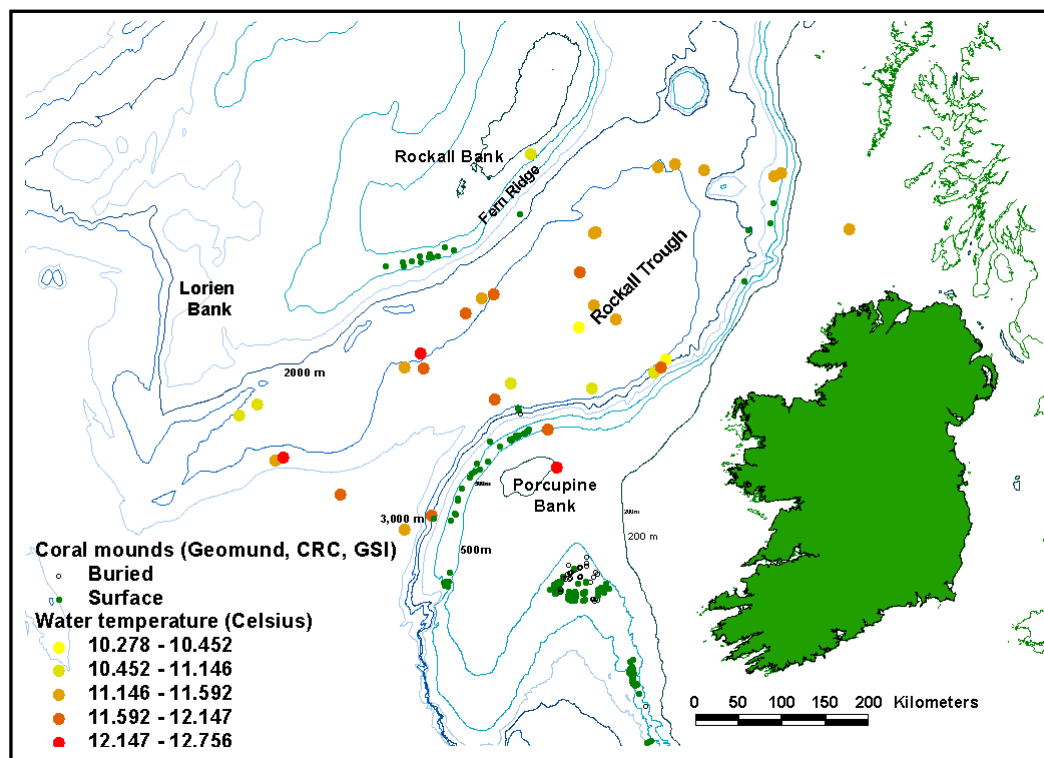 Rockall Bank
Fern Ridge
Rockall Trough
Lorien
Bank
2000 m
Porcupine
Bank
500m
3,000 m
200m
200 m
500m
Coral mounds (Geomund, CRC, GSI)
Buried
Surface
Water temperature (Celsius)
10.278 - 10.452
10.452 - 11.146
11.146 - 11.592
11.592 - 12.147
12.147 - 12.756
0 50 100 150 200 Kilometers